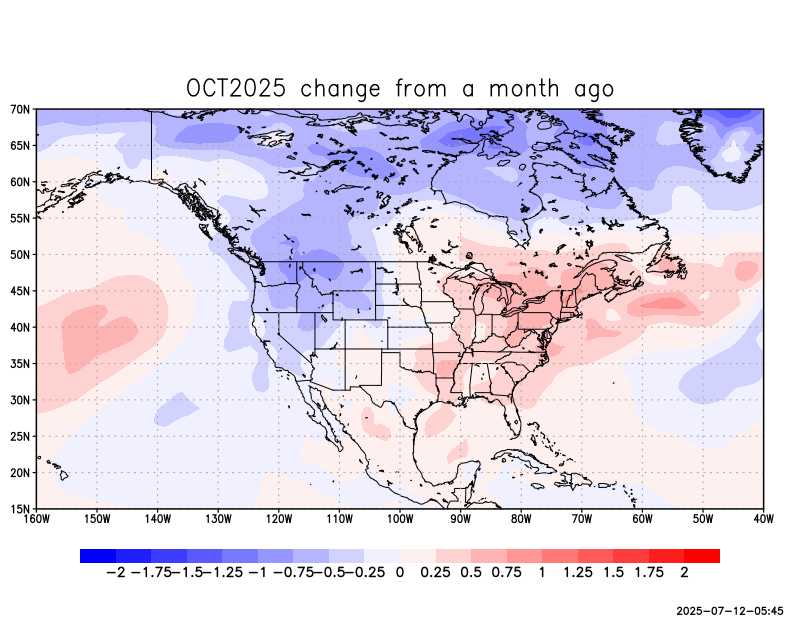 OCT2025 change from a month ago
70N
65N
60N
55N
50N
45N
40N
35N
30N
25N
20N
15N
160W 150W 140W 130W 120W 110W 100W 90W 80W 70W 60W 50W 40W
−2 −1.75 −1.5 −1.25 −1 −0.75 −0.5 −0.25 0 0.25 0.5 0.75 1 1.25 1.5 1.75 2
2025-07-12-05:45